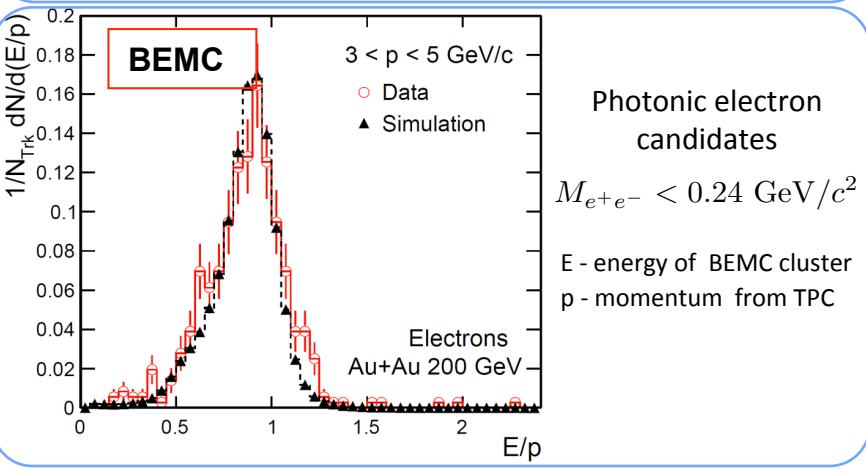 0.2
0.18
0.16
0.14
0.12
0.1
0.08
0.06
0.04
0.02
0
1/N_Trk dN/d(E/p)
BEMC
3 < p < 5 GeV/c
Data
Simulation
Electrons
Au+Au 200 GeV
0 0.5 1 1.5 2
E/p
Photonic electron
candidates
M_{e⁺e⁻} < 0.24 GeV/c²
E - energy of BEMC cluster
p - momentum from TPC